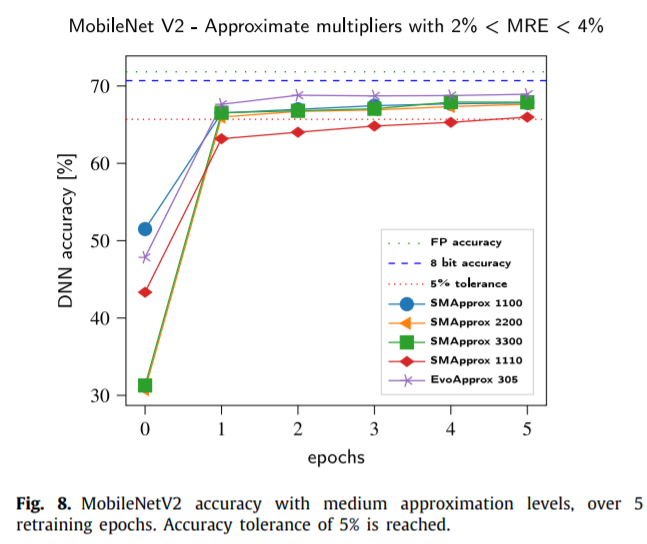 MobileNet V2 - Approximate multipliers with 2% < MRE < 4%
70
60
50
40
30
DNN accuracy [%]
FP accuracy
8 bit accuracy
5% tolerance
SMApprox 1100
SMApprox 2200
SMApprox 3300
SMApprox 1110
EvoApprox 305
0 1 2 3 4 5
epochs
Fig. 8. MobileNetV2 accuracy with medium approximation levels, over 5
retraining epochs. Accuracy tolerance of 5% is reached.